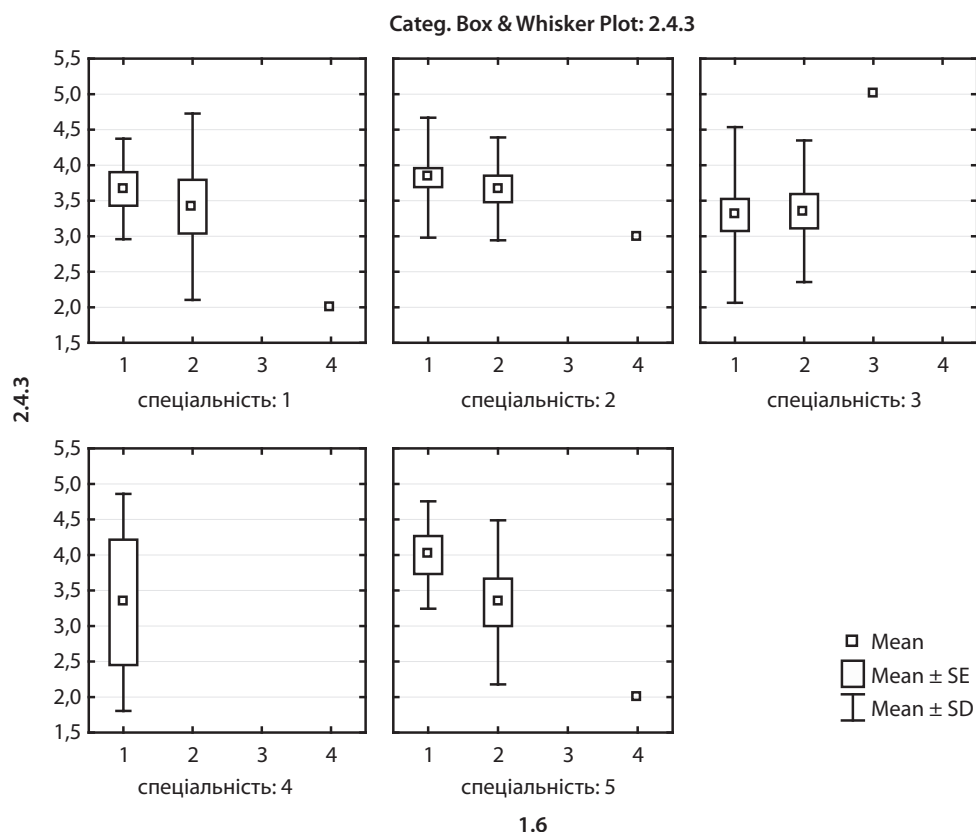 Categ. Box & Whisker Plot: 2.4.3
5,5
5,0
4,5
4,0
3,5
3,0
2,5
2,0
1,5
1 2 3 4
спеціальність: 1
1 2 3 4
спеціальність: 2
1 2 3 4
спеціальність: 3
2.4.3
5,5
5,0
4,5
4,0
3,5
3,0
2,5
2,0
1,5
1 2 3 4
спеціальність: 4
1 2 3 4
спеціальність: 5
Mean
Mean ± SE
Mean ± SD
1.6